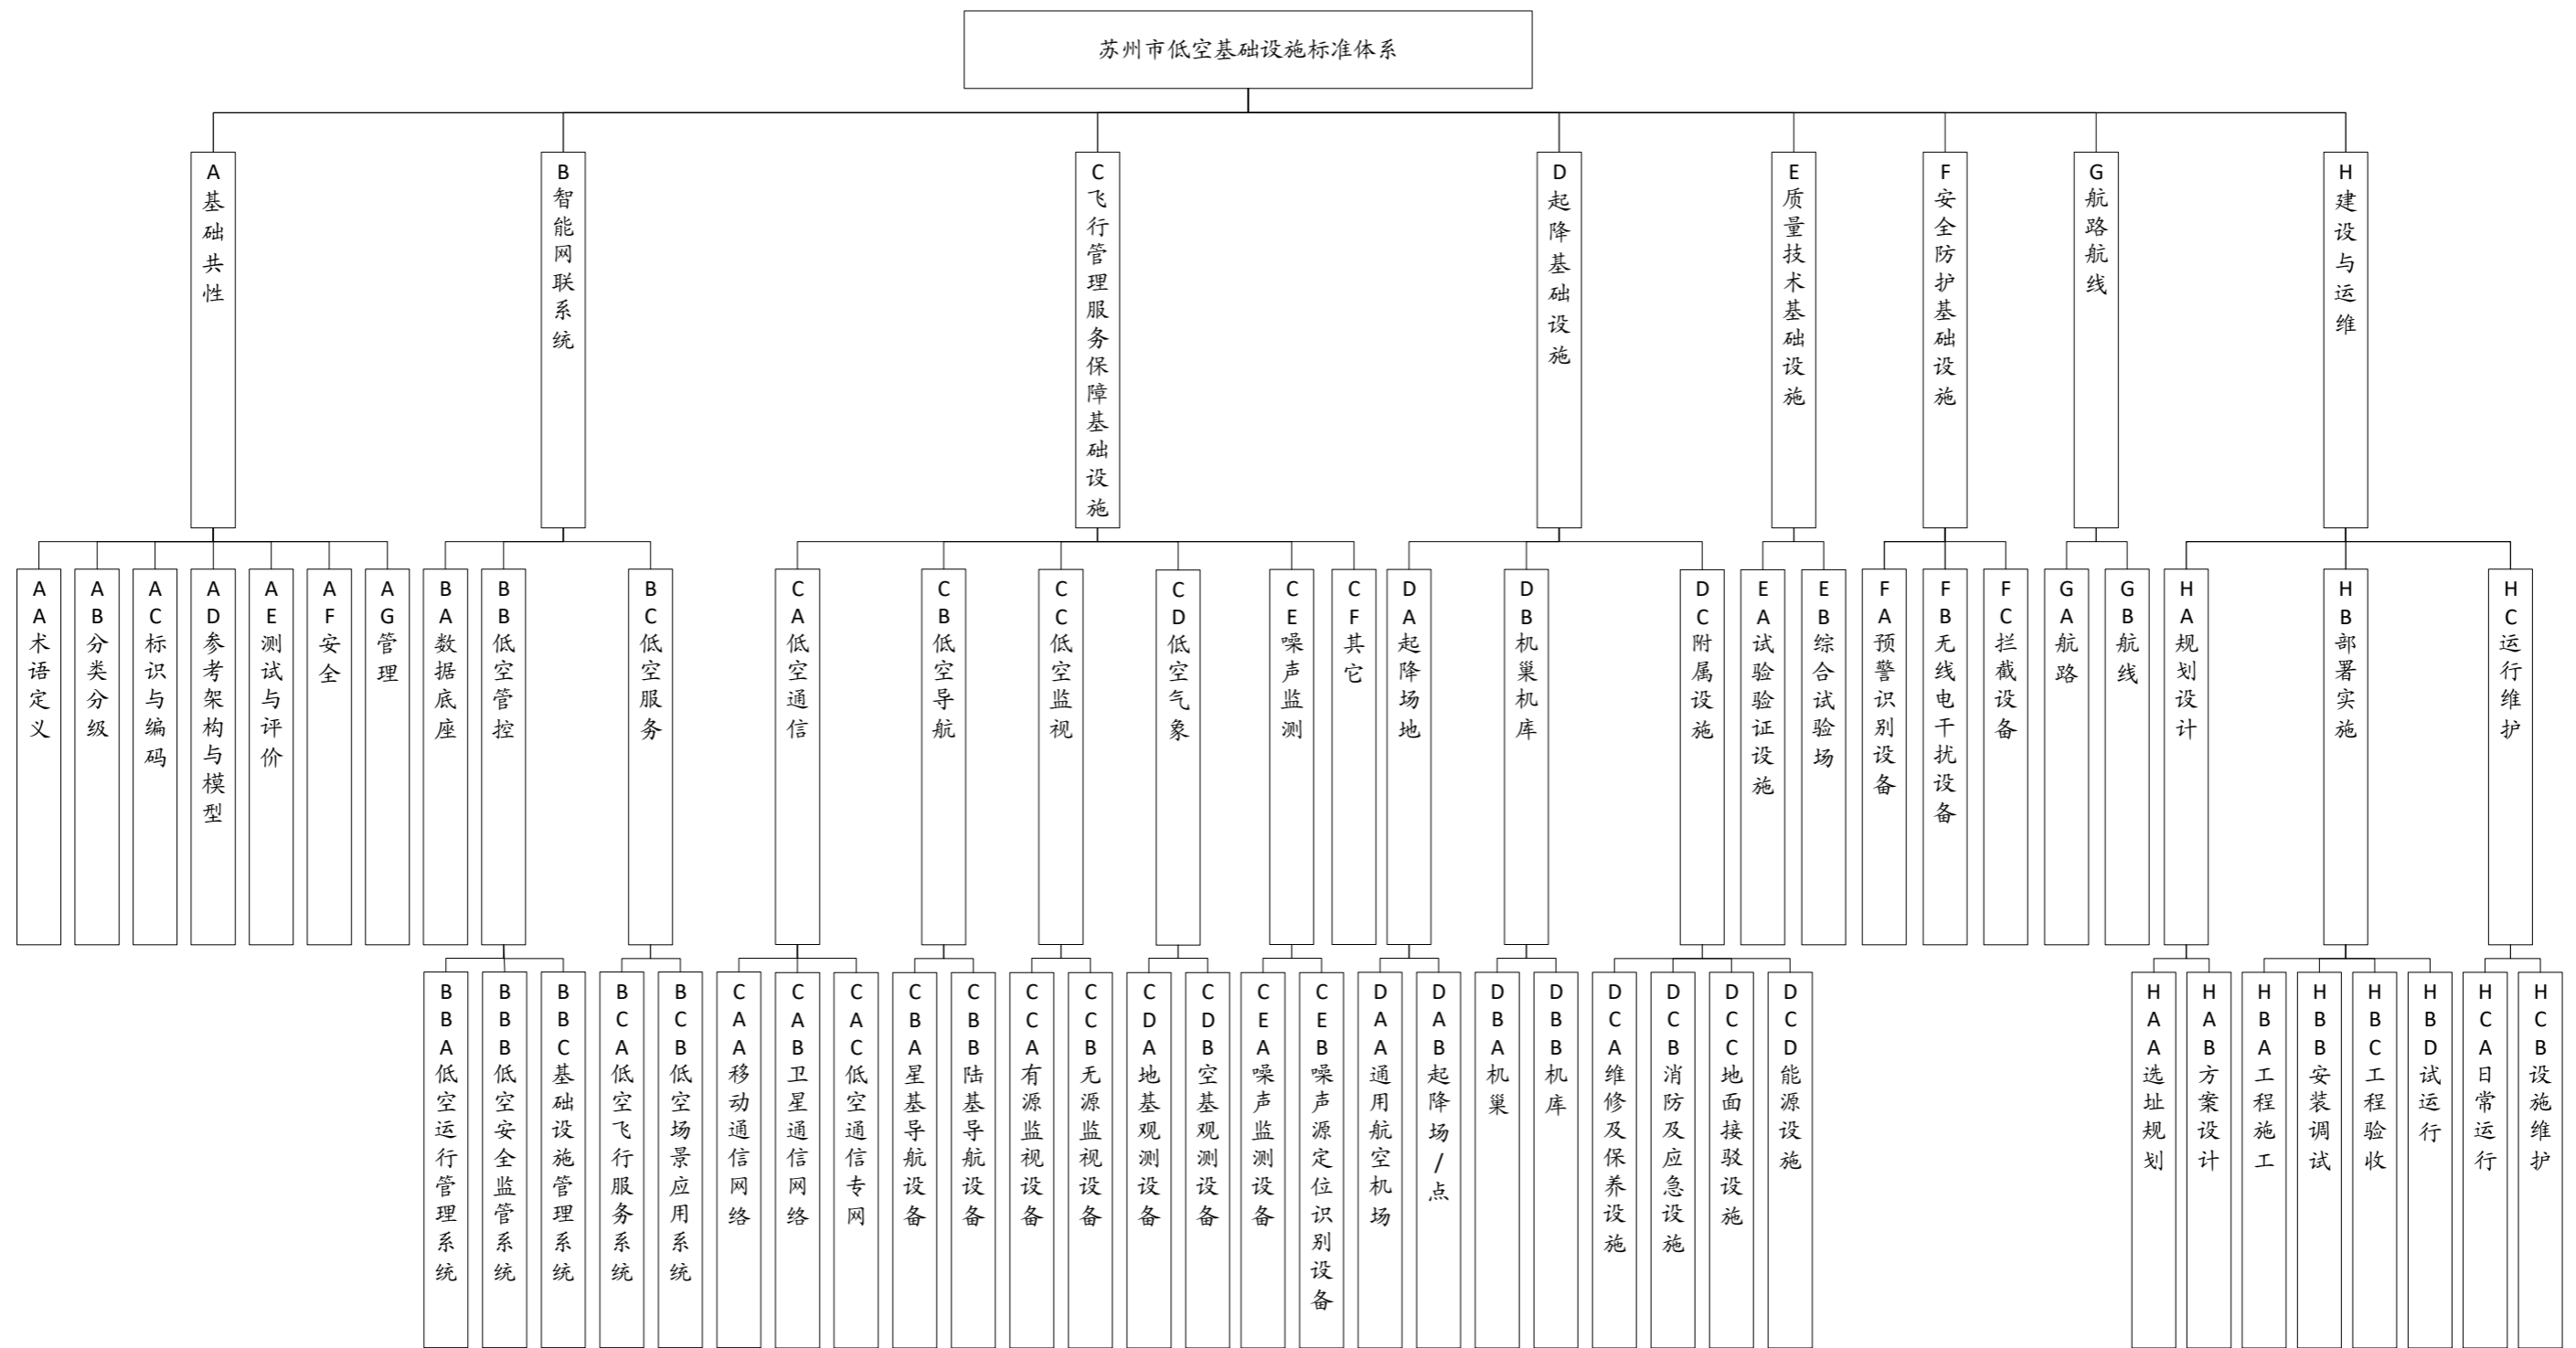 苏州市低空基础设施标准体系
A基础共性
B智能网联系统
C飞行管理服务保障基础设施
D起降基础设施
E质量技术基础设施
F安全防护基础设施
G航路航线
H建设与运维
AA术语定义
AB分类分级
AC标识与编码
AD参考架构与模型
AE测试与评价
AF安全
AG管理
BA数据底座
BB低空管控
BC低空服务
CA低空通信
CB低空导航
CC低空监视
CD低空气象
CE噪声监测
CF其它
DA起降场地
DB机巢机库
DC附属设施
EA试验验证设施
EB综合试验场
FA预警识别设备
FB无线电干扰设备
FC拦截设备
GA航路
GB航线
HA规划设计
HB部署实施
HC运行维护
BBA低空运行管理系统
BBB低空安全监管系统
BBC基础设施管理系统
BCA低空飞行服务系统
BCB低空场景应用系统
CAA移动通信网络
CAB卫星通信网络
CAC低空通信专网
CBA星基导航设备
CBB陆基导航设备
CCA有源监视设备
CCB无源监视设备
CDA地基观测设备
CDB空基观测设备
CEA噪声监测设备
CEB噪声源定位识别设备
DAA通用航空机场
DAB起降场/点
DBA机巢
DBB机库
DCA维修及保养设施
DCB消防及应急设施
DCC地面接驳设施
DCD能源设施
HAA选址规划
HAB方案设计
HBA工程施工
HBB安装调试
HBC工程验收
HBD试运行
HCA日常运行
HCB设施维护